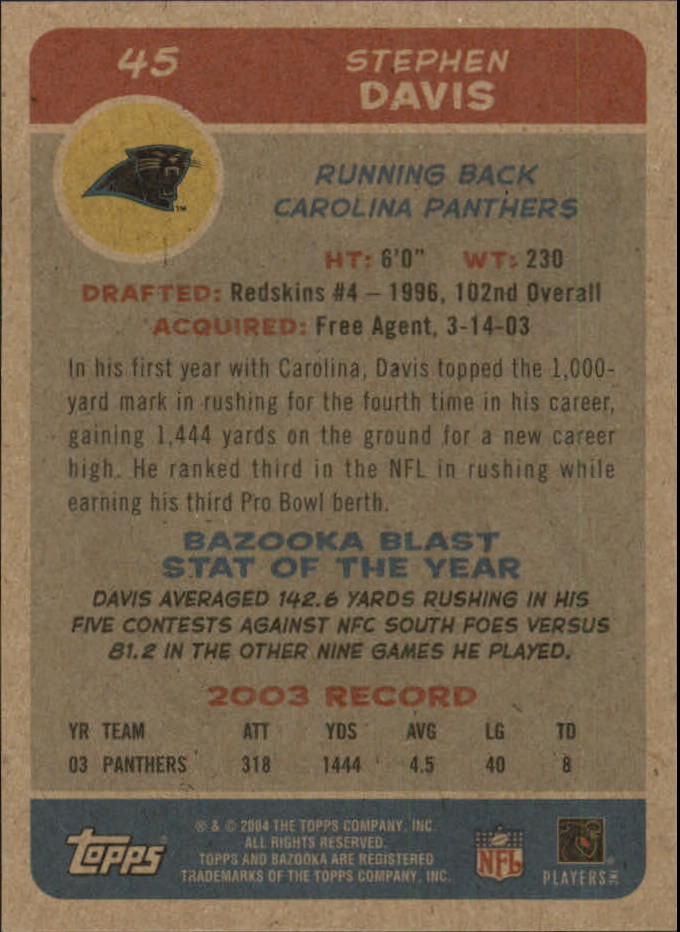 45
STEPHEN
DAVIS
RUNNING BACK
CAROLINA PANTHERS
HT: 6'0" WT: 230
DRAFTED: Redskins #4 – 1996, 102nd Overall
ACQUIRED: Free Agent, 3-14-03
In his first year with Carolina, Davis topped the 1,000-
yard mark in rushing for the fourth time in his career,
gaining 1,444 yards on the ground for a new career
high. He ranked third in the NFL in rushing while
earning his third Pro Bowl berth.
BAZOOKA BLAST
STAT OF THE YEAR
DAVIS AVERAGED 142.6 YARDS RUSHING IN HIS
FIVE CONTESTS AGAINST NFC SOUTH FOES VERSUS
81.2 IN THE OTHER NINE GAMES HE PLAYED.
2003 RECORD
YR TEAM ATT YDS AVG LG TD
03 PANTHERS 318 1444 4.5 40 8
® & © 2004 THE TOPPS COMPANY, INC.
ALL RIGHTS RESERVED.
TOPPS AND BAZOOKA ARE REGISTERED
TRADEMARKS OF THE TOPPS COMPANY, INC.
topps
NFL
PLAYERS INC